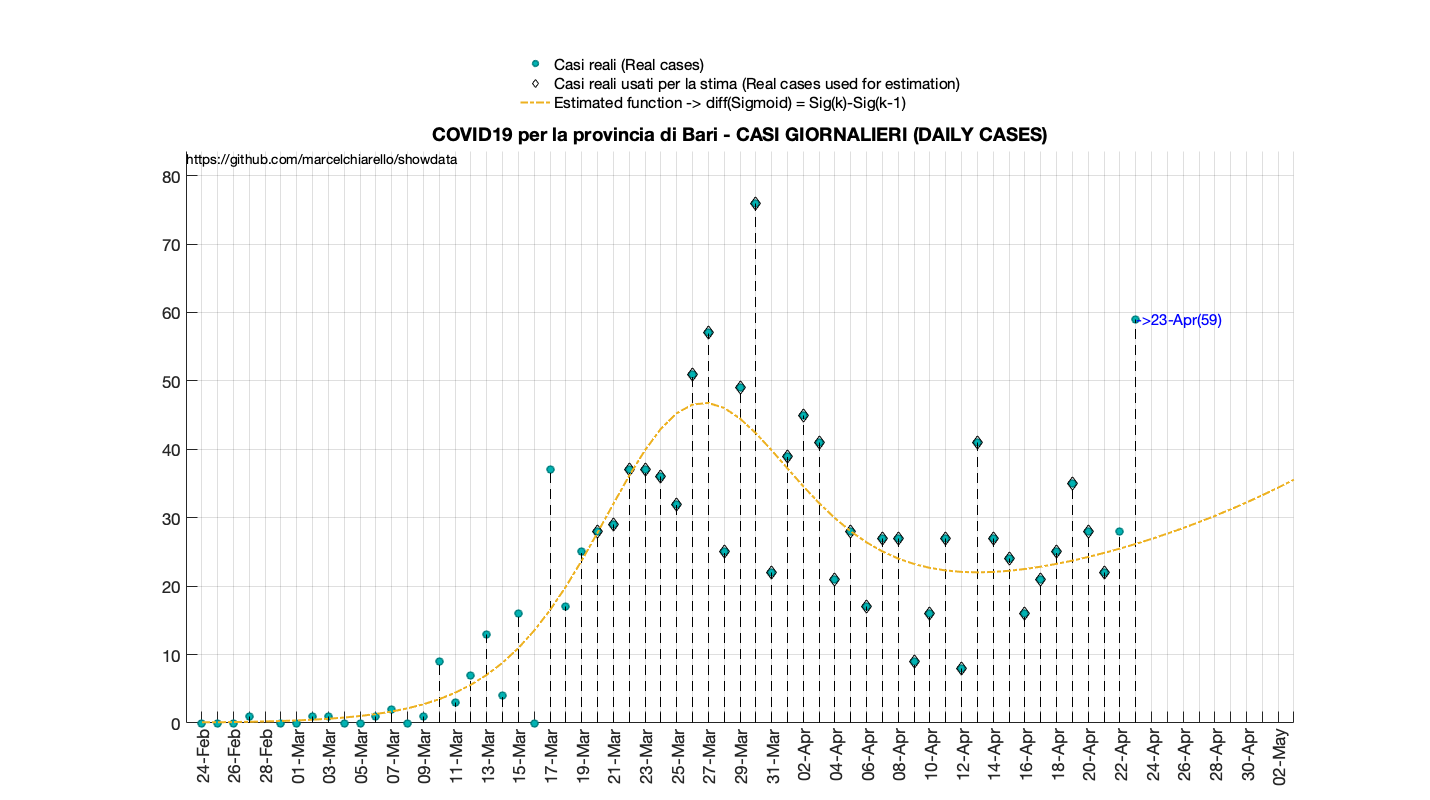 Casi reali (Real cases)
Casi reali usati per la stima (Real cases used for estimation)
Estimated function -> diff(Sigmoid) = Sig(k)-Sig(k-1)
COVID19 per la provincia di Bari - CASI GIORNALIERI (DAILY CASES)
https://github.com/marcelchiarello/showdata
80
70
60
50
40
30
20
10
0
->23-Apr(59)
24-Feb
26-Feb
28-Feb
01-Mar
03-Mar
05-Mar
07-Mar
09-Mar
11-Mar
13-Mar
15-Mar
17-Mar
19-Mar
21-Mar
23-Mar
25-Mar
27-Mar
29-Mar
31-Mar
02-Apr
04-Apr
06-Apr
08-Apr
10-Apr
12-Apr
14-Apr
16-Apr
18-Apr
20-Apr
22-Apr
24-Apr
26-Apr
28-Apr
30-Apr
02-May